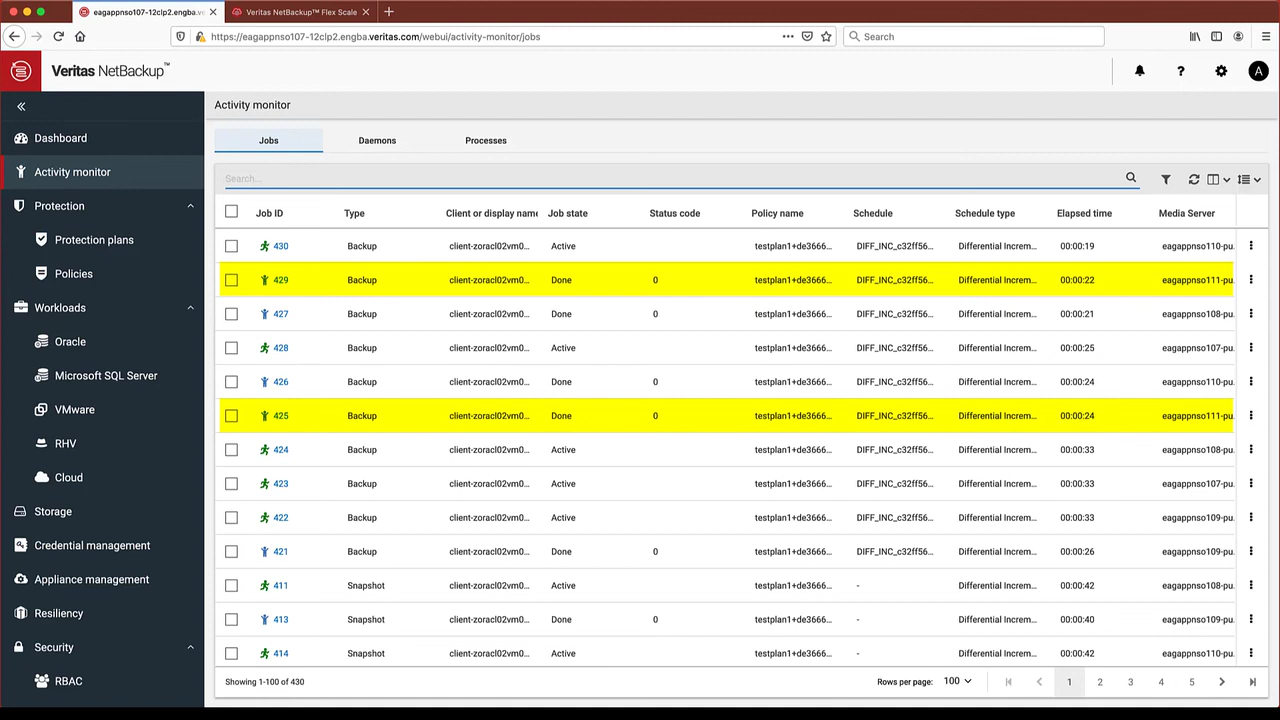 eagappnso107-12clp2.engba.ve
Veritas NetBackup™ Flex Scale
https://eagappnso107-12clp2.engba.veritas.com/webui/activity-monitor/jobs
Search
Veritas NetBackup™
A
Dashboard
Activity monitor
Protection
Protection plans
Policies
Workloads
Oracle
Microsoft SQL Server
VMware
RHV
Cloud
Storage
Credential management
Appliance management
Resiliency
Security
RBAC
Activity monitor
Jobs Daemons Processes
Search...
Job ID Type Client or display name Job state Status code Policy name Schedule Schedule type Elapsed time Media Server
430 Backup client-zoracl02vm0... Active testplan1+de3666... DIFF_INC_c32ff56... Differential Increm... 00:00:19 eagappnso110-pu.
429 Backup client-zoracl02vm0... Done 0 testplan1+de3666... DIFF_INC_c32ff56... Differential Increm... 00:00:22 eagappnso111-pu.
427 Backup client-zoracl02vm0... Done 0 testplan1+de3666... DIFF_INC_c32ff56... Differential Increm... 00:00:21 eagappnso108-pu.
428 Backup client-zoracl02vm0... Active testplan1+de3666... DIFF_INC_c32ff56... Differential Increm... 00:00:25 eagappnso107-pu.
426 Backup client-zoracl02vm0... Done 0 testplan1+de3666... DIFF_INC_c32ff56... Differential Increm... 00:00:24 eagappnso110-pu.
425 Backup client-zoracl02vm0... Done 0 testplan1+de3666... DIFF_INC_c32ff56... Differential Increm... 00:00:24 eagappnso111-pu.
424 Backup client-zoracl02vm0... Active testplan1+de3666... DIFF_INC_c32ff56... Differential Increm... 00:00:33 eagappnso108-pu.
423 Backup client-zoracl02vm0... Active testplan1+de3666... DIFF_INC_c32ff56... Differential Increm... 00:00:33 eagappnso107-pu.
422 Backup client-zoracl02vm0... Active testplan1+de3666... DIFF_INC_c32ff56... Differential Increm... 00:00:33 eagappnso109-pu.
421 Backup client-zoracl02vm0... Done 0 testplan1+de3666... DIFF_INC_c32ff56... Differential Increm... 00:00:26 eagappnso109-pu.
411 Snapshot client-zoracl02vm0... Active testplan1+de3666... - Differential Increm... 00:00:42 eagappnso108-pu.
413 Snapshot client-zoracl02vm0... Done 0 testplan1+de3666... - Differential Increm... 00:00:40 eagappnso109-pu.
414 Snapshot client-zoracl02vm0... Active testplan1+de3666... - Differential Increm... 00:00:42 eagappnso110-pu.
Showing 1-100 of 430 Rows per page: 100 1 2 3 4 5